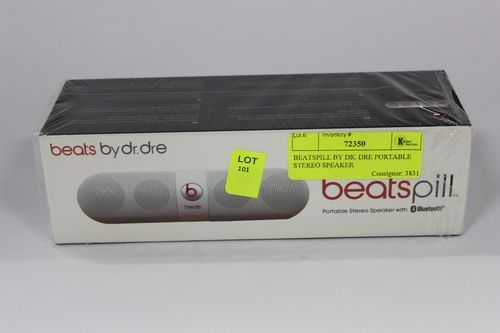 beats by dr. dre
LOT
101
Lot #:
Inventory #:
72350
BEATSPILL BY DR. DRE PORTABLE
STEREO SPEAKER
Consignor: 3831
b
beats
beatspill™
Portable Stereo Speaker with Bluetooth®